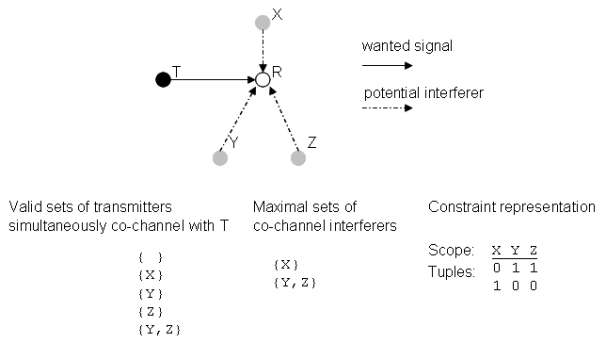 X
wanted signal
T
R
potential interferer
Y
Z
Valid sets of transmitters
simultaneously co-channel with T
{ }
{X}
{Y}
{Z}
{Y,Z}
Maximal sets of
co-channel interferers
{X}
{Y,Z}
Constraint representation
Scope: X Y Z
Tuples: 0 1 1
1 0 0